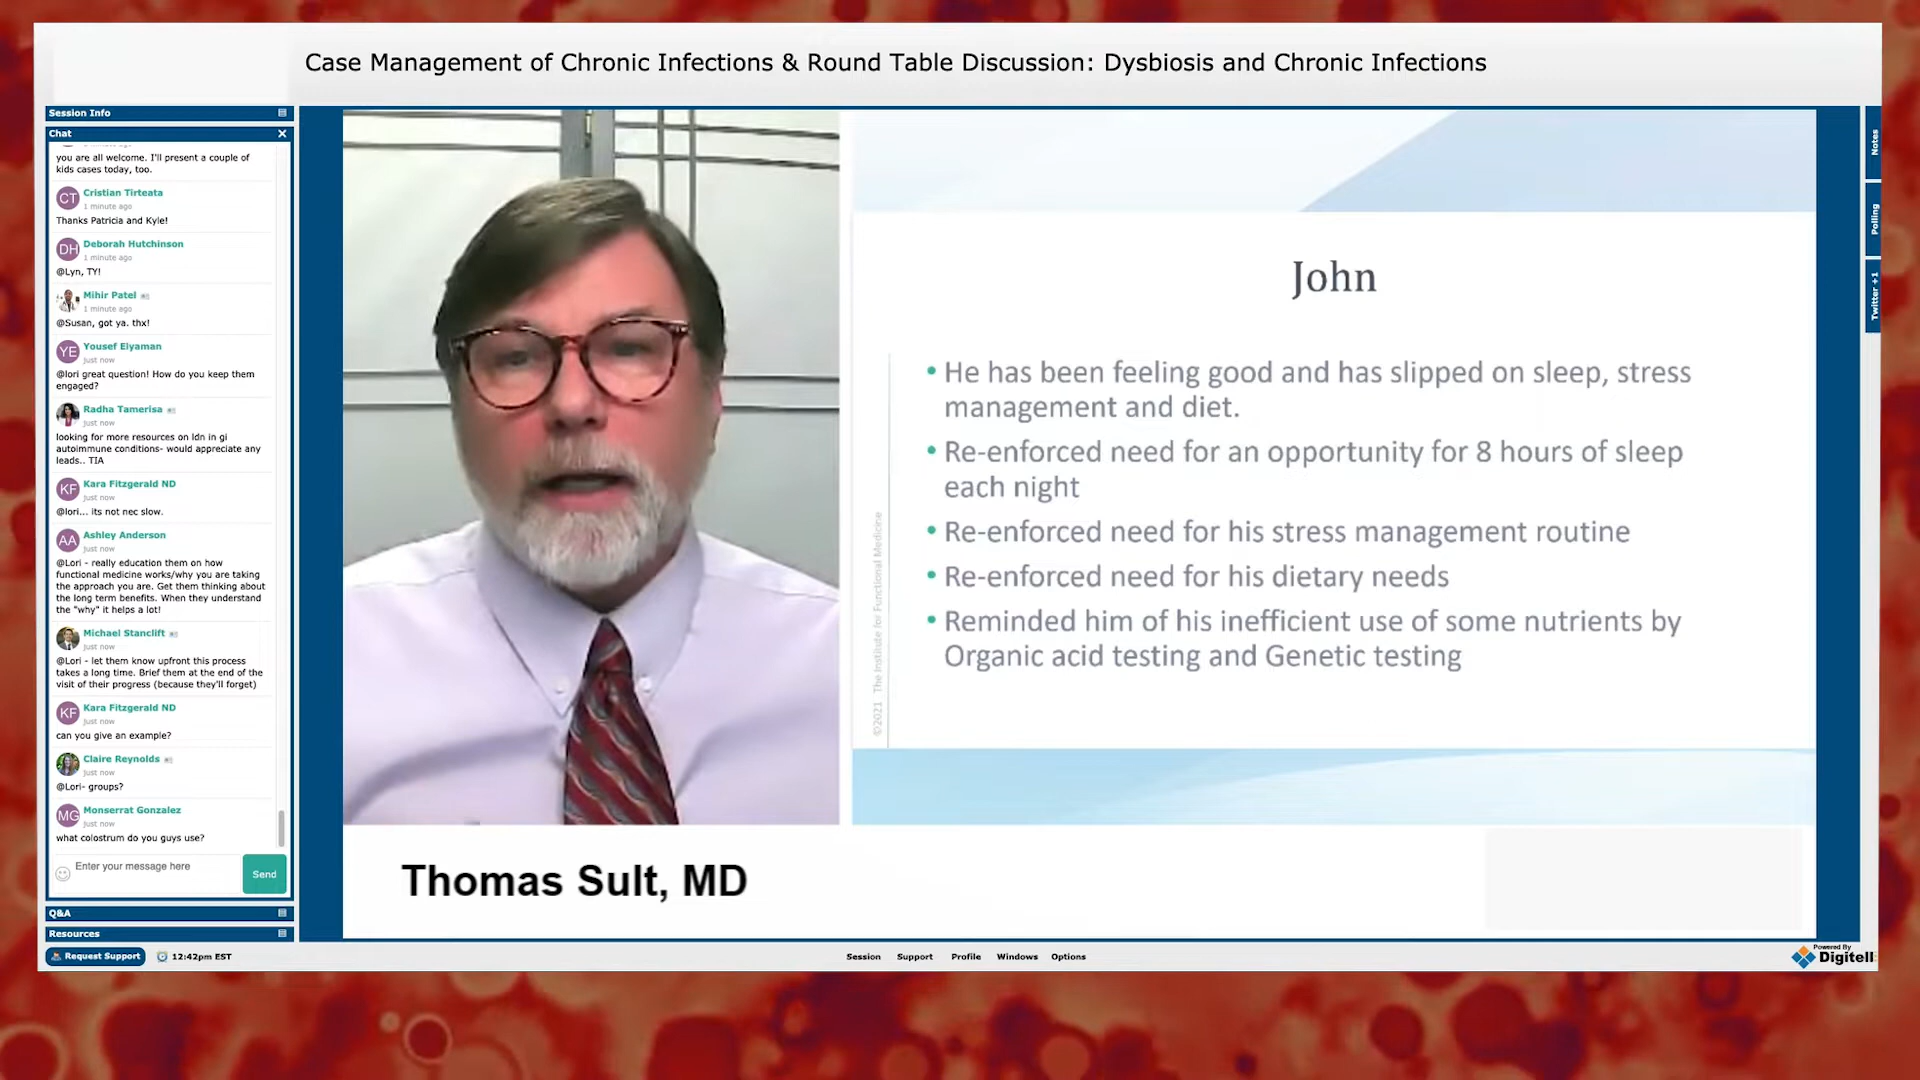 Case Management of Chronic Infections & Round Table Discussion: Dysbiosis and Chronic Infections
Session Info
Chat
you are all welcome. I'll present a couple of
kids cases today, too.
CT
Cristian Tirteata
1 minute ago
Thanks Patricia and Kyle!
DH
Deborah Hutchinson
1 minute ago
@Lyn, TY!
Mihir Patel
1 minute ago
@Susan, got ya. thx!
YE
Yousef Elyaman
just now
@lori great question! How do you keep them
engaged?
Radha Tamerisa
just now
looking for more resources on ldn in gi
autoimmune conditions- would appreciate any
leads.. TIA
KF
Kara Fitzgerald ND
just now
@lori... its not nec slow.
AA
Ashley Anderson
just now
@Lori - really education them on how
functional medicine works/why you are taking
the approach you are. Get them thinking about
the long term benefits. When they understand
the "why" it helps a lot!
Michael Stanclift
just now
@Lori - let them know upfront this process
takes a long time. Brief them at the end of the
visit of their progress (because they'll forget)
KF
Kara Fitzgerald ND
just now
can you give an example?
Claire Reynolds
just now
@Lori- groups?
MG
Monserrat Gonzalez
just now
what colostrum do you guys use?
Enter your message here
Send
Q&A
Resources
Request Support
12:42pm EST
John
• He has been feeling good and has slipped on sleep, stress
management and diet.
• Re-enforced need for an opportunity for 8 hours of sleep
each night
• Re-enforced need for his stress management routine
• Re-enforced need for his dietary needs
• Reminded him of his inefficient use of some nutrients by
Organic acid testing and Genetic testing
©2021 The Institute for Functional Medicine
Thomas Sult, MD
Notes
Polling
Twitter +1
Session
Support
Profile
Windows
Options
Powered By
Digitell